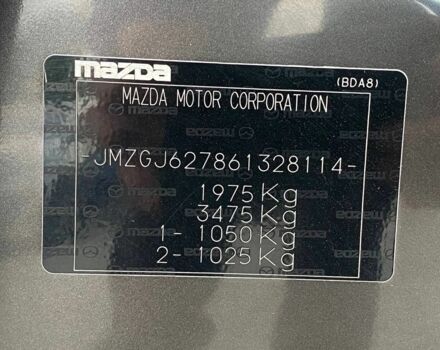 mazda
(BDA8)
MAZDA MOTOR CORPORATION
-JMZGJ627861328114-
1975Kg
3475Kg
1- 1050Kg
2- 1025Kg